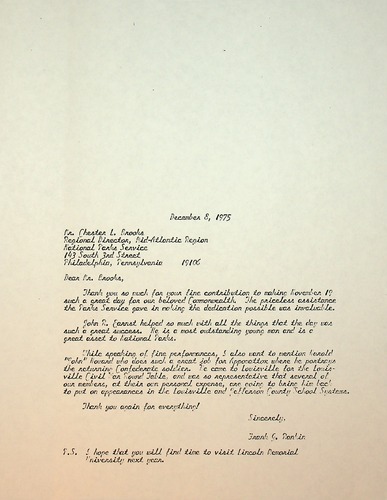 December 8, 1975
Mr. Chester L. Brooks
Regional Director, Mid-Atlantic Region
National Parks Service
143 South 3rd Street
Philadelphia, Pennsylvania 19106
Dear Mr. Brooks,
Thank you so much for your fine contribution to making November 19
such a great day for our beloved Commonwealth. The priceless assistance
the Parks Service gave in making the dedication possible was invaluable.
John R. helped so much with all the things that the day was
such a great success. He is a most outstanding young man and is a
great asset to National Parks.
While speaking of fine performances, I also want to mention
"John" Howard who does such a great job for Appomattox where he portrays
the returning Confederate soldier. He came to Louisville for the Louis-
ville Civil War Round Table, and was so representative that several of
our members, at their own personal expense, are going to bring him back
to put on appearances in the Louisville and Jefferson County School Systems.
Thank you again for everything!
Sincerely,
Frank G. Rankin
P.S. I hope that you will find time to visit Lincoln Memorial
University next year.